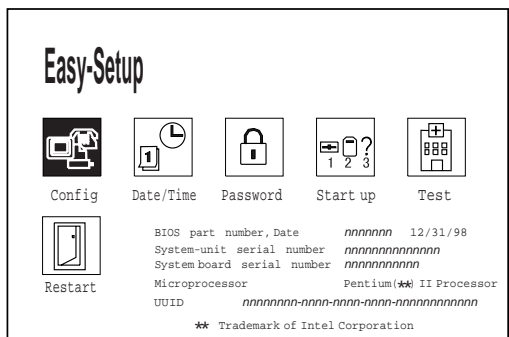 Easy-Setup
1
1 2 3
?
Config Date/Time Password Start up Test
Restart
BIOS part number, Date nnnnnnn 12/31/98
System-unit serial number nnnnnnnnnnnnnn
System board serial number nnnnnnnnnnn
Microprocessor Pentium(**) II Processor
UUID nnnnnnnn-nnnn-nnnn-nnnn-nnnnnnnnnnnn
** Trademark of Intel Corporation